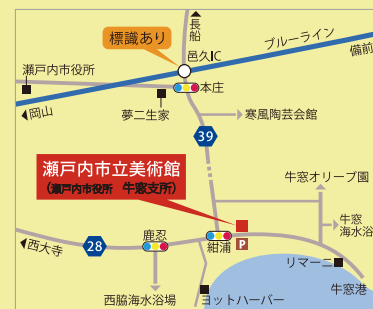 長船
標識あり
ブルーライン
備前
邑久IC
瀬戸内市役所
本庄
岡山
夢二生家
寒風陶芸会館
39
瀬戸内市立美術館
(瀬戸内市役所 牛窓支所)
牛窓オリーブ園
牛窓
海水浴
鹿忍
紺浦
P
西大寺
28
リマーニ
西脇海水浴場
ヨットハーバー
牛窓港